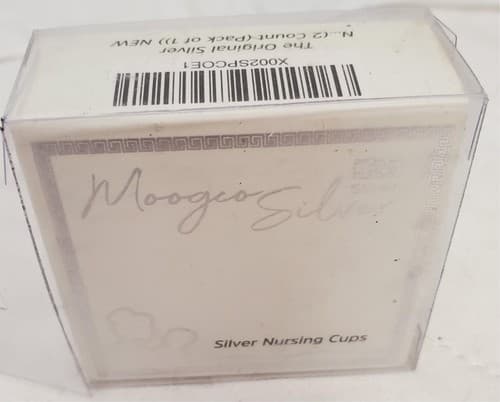 X002SPCOE1
The Original Silver
N...(2 Count (Pack of 1)) NEW
Moogco Silver
Silver Nursing Cups